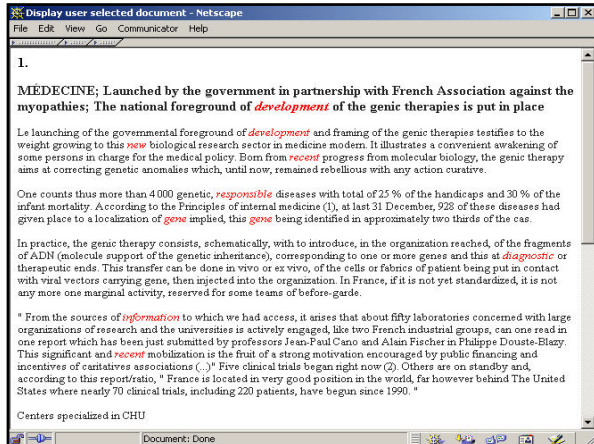 Display user selected document - Netscape
File Edit View Go Communicator Help
1.
MÉDECINE; Launched by the government in partnership with French Association against the
myopathies; The national foreground of development of the genic therapies is put in place
Le launching of the governmental foreground of development and framing of the genic therapies testifies to the
weight growing to this new biological research sector in medicine modern. It illustrates a convenient awakening of
some persons in charge for the medical policy. Born from recent progress from molecular biology, the genic therapy
aims at correcting genetic anomalies which, until now, remained rebellious with any action curative.
One counts thus more than 4 000 genetic, responsible diseases with total of 25 % of the handicaps and 30 % of the
infant mortality. According to the Principles of internal medicine (1), at last 31 December, 928 of these diseases had
given place to a localization of gene implied, this gene being identified in approximately two thirds of the cas.
In practice, the genic therapy consists, schematically, with to introduce, in the organization reached, of the fragments
of ADN (molecule support of the genetic inheritance), corresponding to one or more genes and this at diagnostic or
therapeutic ends. This transfer can be done in vivo or ex vivo, of the cells or fabrics of patient being put in contact
with viral vectors carrying gene, then injected into the organization. In France, if it is not yet standardized, it is not
any more one marginal activity, reserved for some teams of before-garde.
" From the sources of information to which we had access, it arises that about fifty laboratories concerned with large
organizations of research and the universities is actively engaged, like two French industrial groups, can one read in
one report which has been just submitted by professors Jean-Paul Cano and Alain Fischer in Philippe Douste-Blazy.
This significant and recent mobilization is the fruit of a strong motivation encouraged by public financing and
incentives of caritatives associations (...)" Five clinical trials began right now (2). Others are on standby and,
according to this report/ratio, " France is located in very good position in the world, far however behind The United
States where nearly 70 clinical trials, including 220 patients, have begun since 1990. "
Centers specialized in CHU
Document: Done